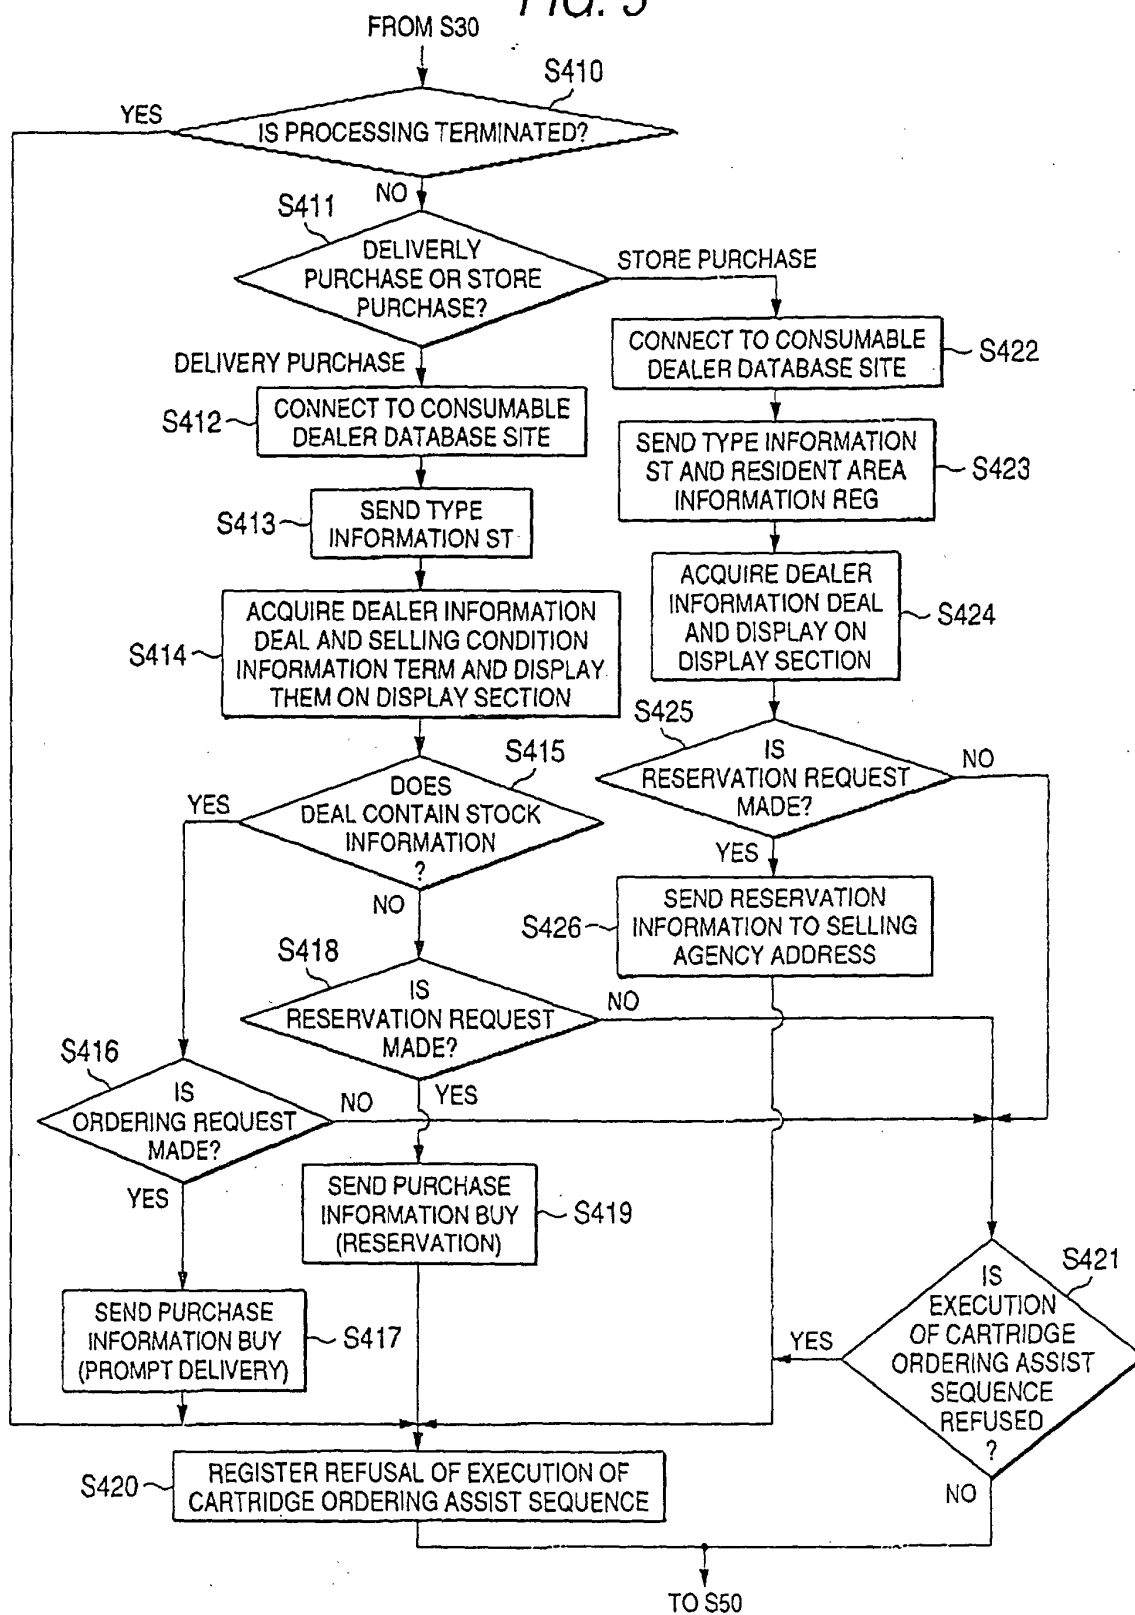 FIG. 5
FROM S30
S410
YES
IS PROCESSING TERMINATED?
NO
S411
DELIVERLY
PURCHASE OR STORE
PURCHASE?
STORE PURCHASE
DELIVERY PURCHASE
CONNECT TO CONSUMABLE
DEALER DATABASE SITE
S422
S412
CONNECT TO CONSUMABLE
DEALER DATABASE SITE
SEND TYPE INFORMATION
ST AND RESIDENT AREA
INFORMATION REG
S423
S413
SEND TYPE
INFORMATION ST
ACQUIRE DEALER
INFORMATION DEAL
AND DISPLAY ON
DISPLAY SECTION
S424
S414
ACQUIRE DEALER INFORMATION
DEAL AND SELLING CONDITION
INFORMATION TERM AND DISPLAY
THEM ON DISPLAY SECTION
S425
IS
RESERVATION REQUEST
MADE?
NO
YES
S415
DOES
DEAL CONTAIN STOCK
INFORMATION
?
YES
NO
S426
SEND RESERVATION
INFORMATION TO SELLING
AGENCY ADDRESS
S418
IS
RESERVATION REQUEST
MADE?
NO
YES
S416
IS
ORDERING REQUEST
MADE?
NO
YES
SEND PURCHASE
INFORMATION BUY
(RESERVATION)
S419
SEND PURCHASE
INFORMATION BUY
(PROMPT DELIVERY)
S417
S421
IS
EXECUTION
OF CARTRIDGE
ORDERING ASSIST
SEQUENCE
REFUSED
?
YES
NO
S420
REGISTER REFUSAL OF EXECUTION OF
CARTRIDGE ORDERING ASSIST SEQUENCE
TO S50